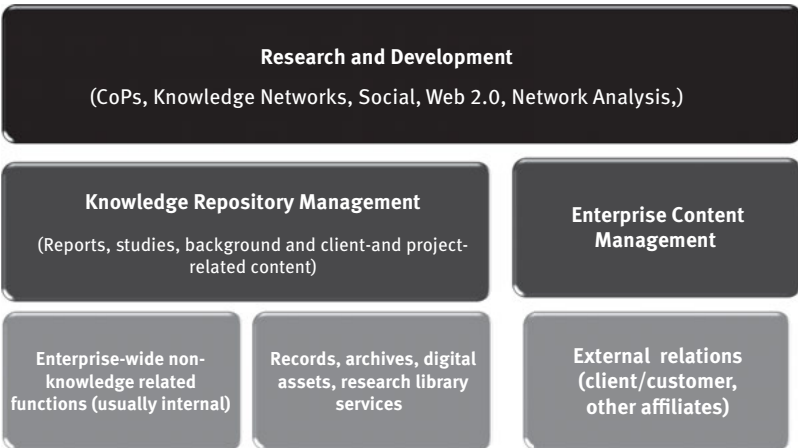 Research and Development
(CoPs, Knowledge Networks, Social, Web 2.0, Network Analysis,)
Knowledge Repository Management
(Reports, studies, background and client-and project-
related content)
Enterprise Content
Management
Enterprise-wide non-
knowledge related
functions (usually internal)
Records, archives, digital
assets, research library
services
External relations
(client/customer,
other affiliates)